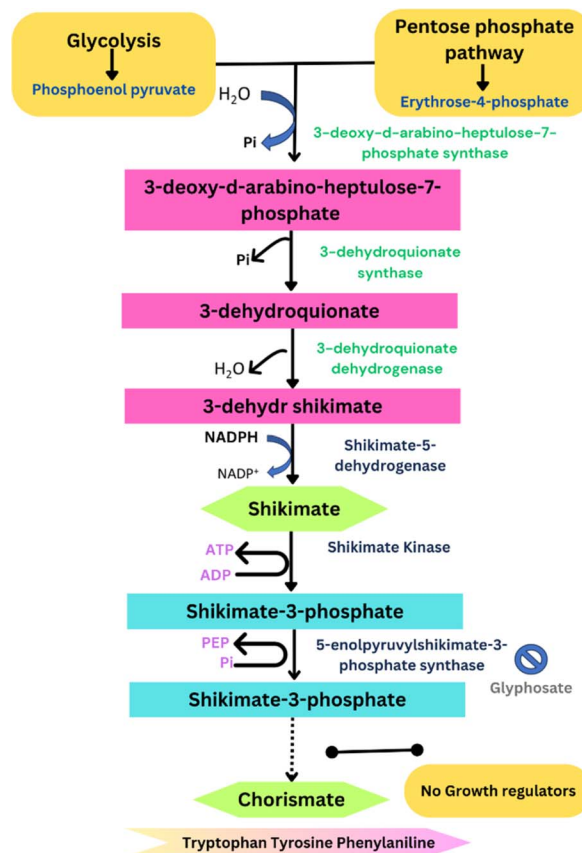 Glycolysis
Phosphoenol pyruvate
Pentose phosphate
pathway
Erythrose-4-phosphate
H₂O
Pi
3-deoxy-d-arabino-heptulose-7-
phosphate synthase
3-deoxy-d-arabino-heptulose-7-
phosphate
Pi
3-dehydroquionate
synthase
3-dehydroquionate
H₂O
3-dehydroquionate
dehydrogenase
3-dehydr shikimate
NADPH
NADP⁺
Shikimate-5-
dehydrogenase
Shikimate
ATP
ADP
Shikimate Kinase
Shikimate-3-phosphate
PEP
Pi
5-enolpyruvylshikimate-3-
phosphate synthase
Glyphosate
Shikimate-3-phosphate
No Growth regulators
Chorismate
Tryptophan Tyrosine Phenylaniline